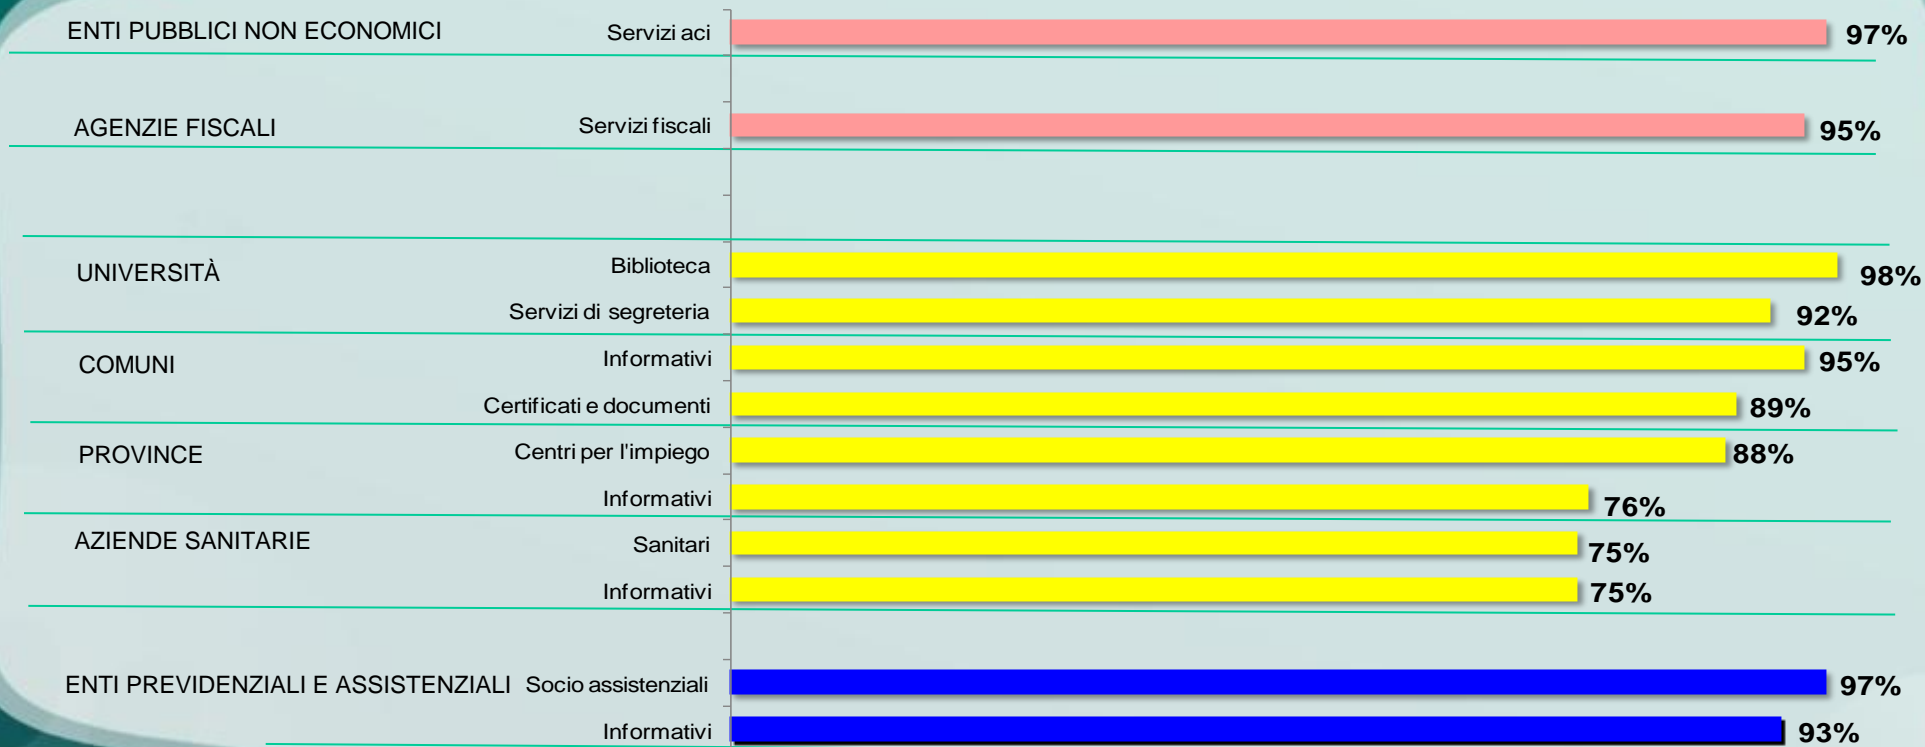 ENTI PUBBLICI NON ECONOMICI Servizi aci 97%
AGENZIE FISCALI Servizi fiscali 95%
UNIVERSITÀ Biblioteca 98%
Servizi di segreteria 92%
COMUNI Informativi 95%
Certificati e documenti 89%
PROVINCE Centri per l'impiego 88%
Informativi 76%
AZIENDE SANITARIE Sanitari 75%
Informativi 75%
ENTI PREVIDENZIALI E ASSISTENZIALI Socio assistenziali 97%
Informativi 93%